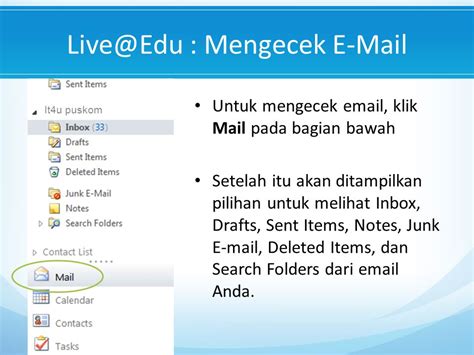 Live@Edu : Mengecek E-Mail
Sent Items
It4u puskom
Inbox (33)
Drafts
Sent Items
Deleted Items
Junk E-Mail
Notes
Search Folders
Contact List
Mail
Calendar
Contacts
Tasks
• Untuk mengecek email, klik
Mail pada bagian bawah
• Setelah itu akan ditampilkan
pilihan untuk melihat Inbox,
Drafts, Sent Items, Notes, Junk
E-mail, Deleted Items, dan
Search Folders dari email
Anda.